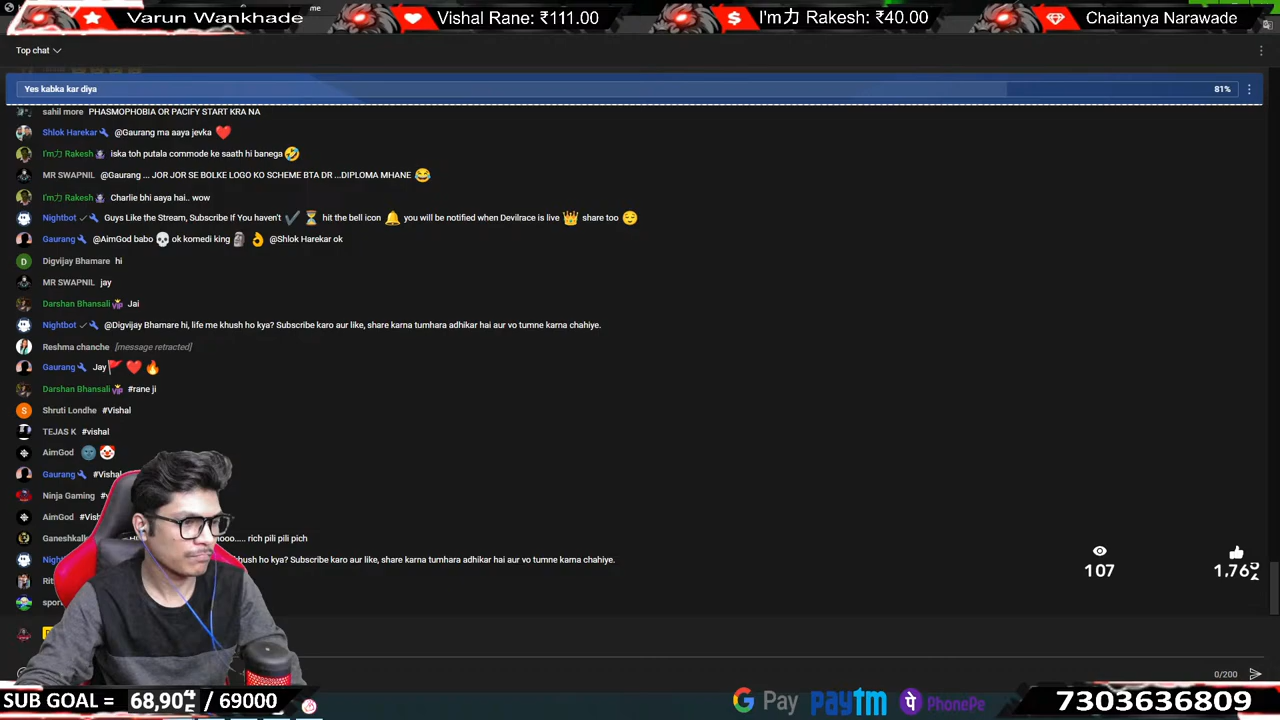 me
Varun Wankhade
Vishal Rane: ₹111.00
I'm力 Rakesh: ₹40.00
Chaitanya Narawade
Top chat
Yes kabka kar diya
81%
sahil more PHASMOPHOBIA OR PACIFY START KRA NA
Shlok Harekar @Gaurang ma aaya jevka ❤️
I'm力 Rakesh iska toh putala commode ke saath hi banega 🤣
MR SWAPNIL @Gaurang ... JOR JOR SE BOLKE LOGO KO SCHEME BTA DR ...DIPLOMA MHANE 😂
I'm力 Rakesh Charlie bhi aaya hai.. wow
Nightbot Guys Like the Stream, Subscribe If You haven't ✔️ ⏳ hit the bell icon 🔔 you will be notified when Devilrace is live 👑 share too 😌
Gaurang @AimGod babo 💀 ok komedi king 🗿 👌 @Shlok Harekar ok
D Digvijay Bhamare hi
MR SWAPNIL jay
Darshan Bhansali VIP Jai
Nightbot @Digvijay Bhamare hi, life me khush ho kya? Subscribe karo aur like, share karna tumhara adhikar hai aur vo tumne karna chahiye.
Reshma chanche [message retracted]
Gaurang Jay🚩 ❤️ 🔥
Darshan Bhansali VIP #rane ji
S Shruti Londhe #Vishal
TEJAS K #vishal
AimGod 🌚 🤡
Gaurang #Vishal
Ninja Gaming
AimGod
rich pili pili pich
khush ho kya? Subscribe karo aur like, share karna tumhara adhikar hai aur vo tumne karna chahiye.
107
0/200
SUB GOAL = / 69000
G Pay paytm PhonePe
7303636809